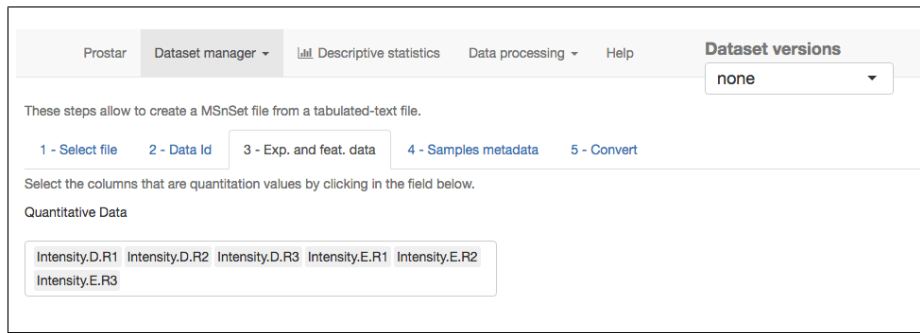 Prostar Dataset manager Descriptive statistics Data processing Help Dataset versions
none
These steps allow to create a MSnSet file from a tabulated-text file.
1 - Select file 2 - Data Id 3 - Exp. and feat. data 4 - Samples metadata 5 - Convert
Select the columns that are quantitation values by clicking in the field below.
Quantitative Data
Intensity.D.R1 Intensity.D.R2 Intensity.D.R3 Intensity.E.R1 Intensity.E.R2
Intensity.E.R3